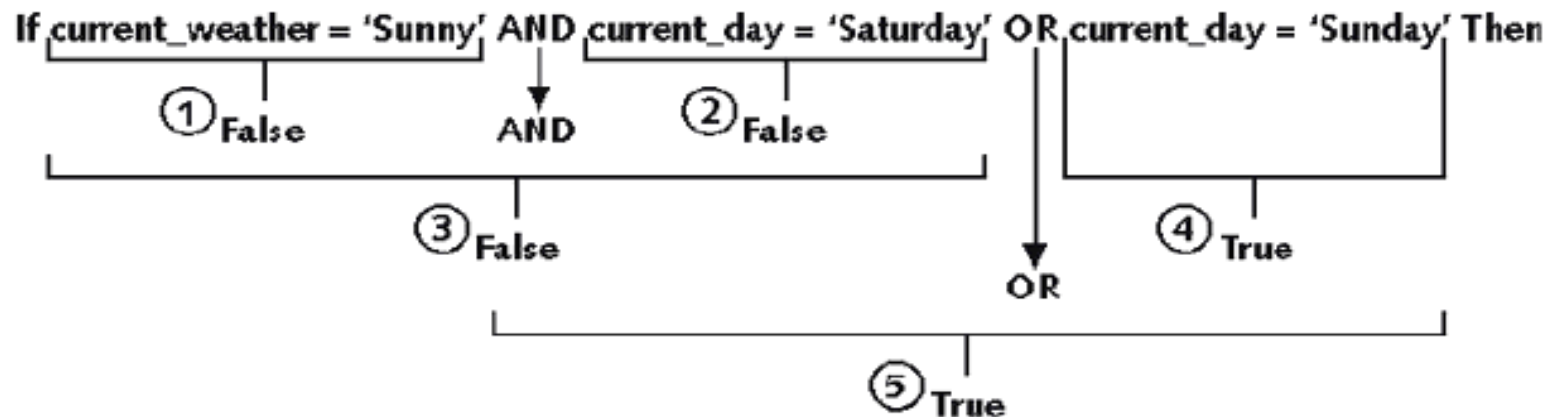 If current_weather = ‘Sunny’ AND current_day = ‘Saturday’ OR current_day = ‘Sunday’ Then
1 False AND 2 False
3 False 4 True
OR
5 True